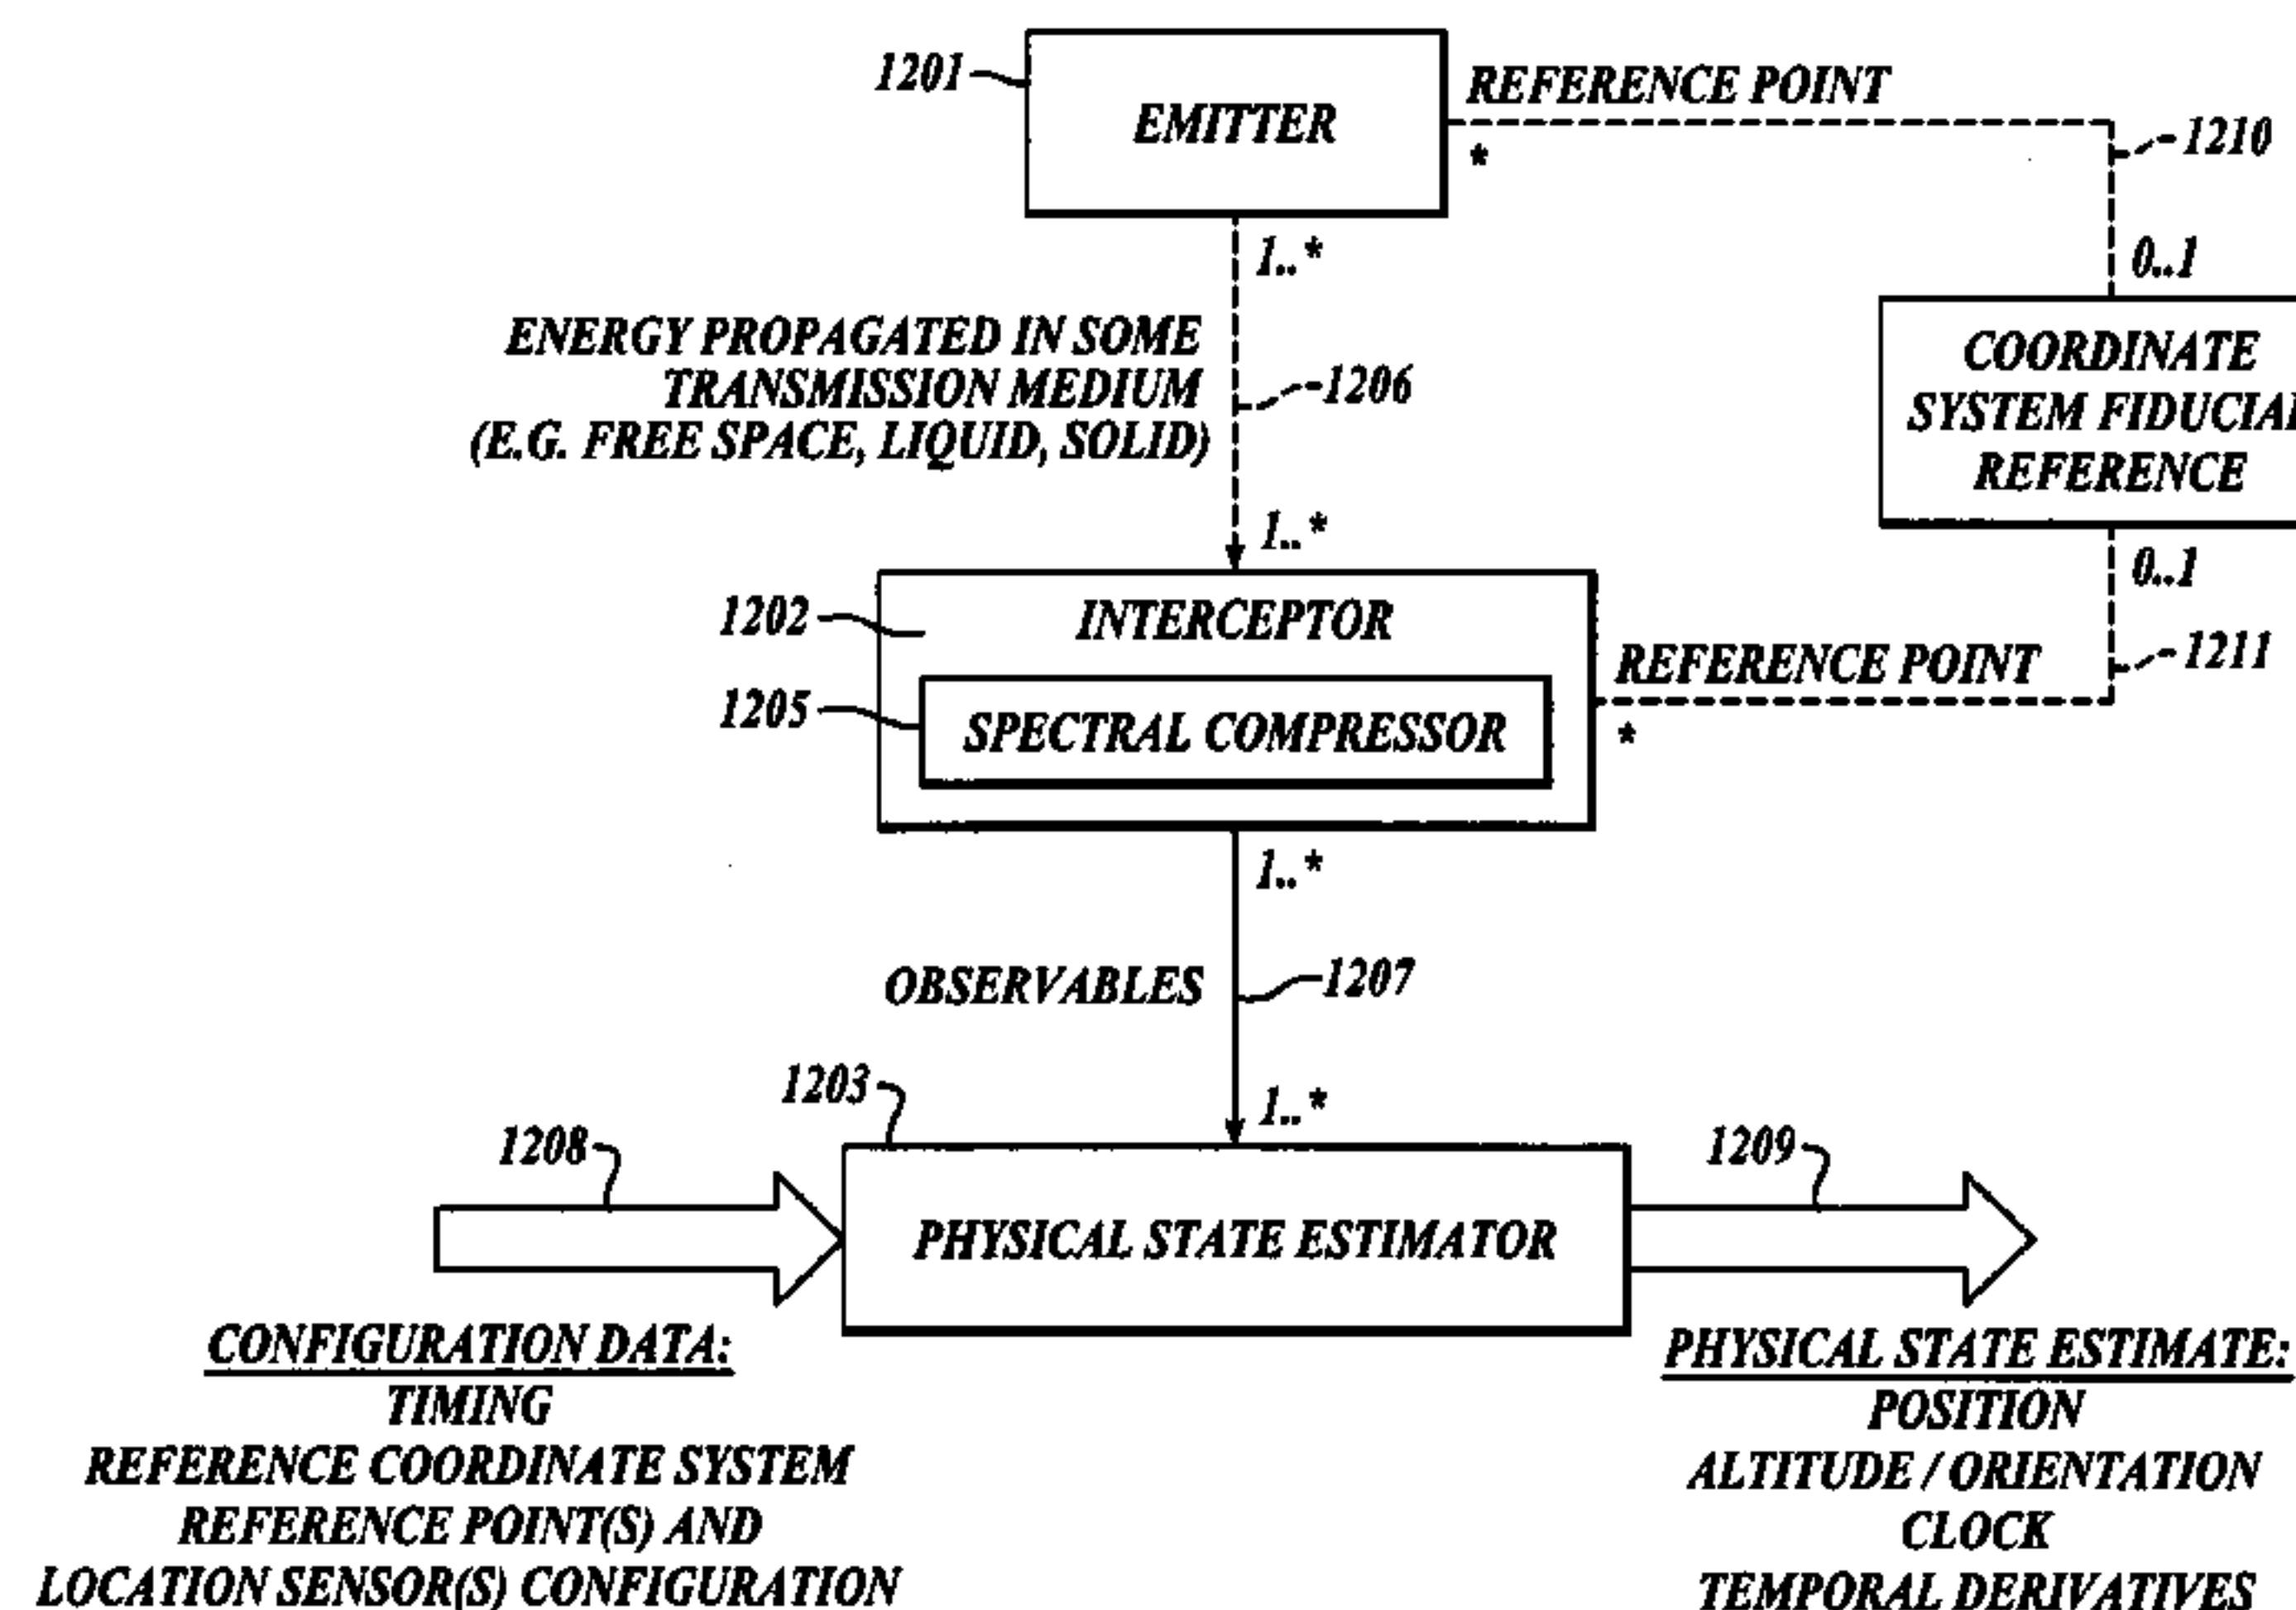 1201
EMITTER
REFERENCE POINT
*
1210
1..*
0..1
ENERGY PROPAGATED IN SOME
TRANSMISSION MEDIUM
(E.G. FREE SPACE, LIQUID, SOLID)
1206
COORDINATE
SYSTEM FIDUCIAL
REFERENCE
1..*
0..1
1202
INTERCEPTOR
1211
REFERENCE POINT
*
1205
SPECTRAL COMPRESSOR
1..*
OBSERVABLES
1207
1203
1..*
1208
1209
PHYSICAL STATE ESTIMATOR
CONFIGURATION DATA:
TIMING
REFERENCE COORDINATE SYSTEM
REFERENCE POINT(S) AND
LOCATION SENSOR(S) CONFIGURATION
PHYSICAL STATE ESTIMATE:
POSITION
ALTITUDE / ORIENTATION
CLOCK
TEMPORAL DERIVATIVES